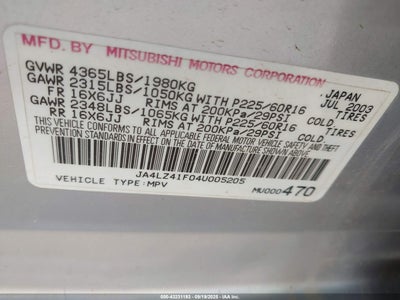 MFD. BY MITSUBISHI MOTORS CORPORATION
GVWR 4365LBS/1980KG JAPAN
GAWR 2315LBS/1050KG WITH P225/60R16 JUL 2003
FR 16X6JJ RIMS AT 200KPa/29PSI COLD TIRES
GAWR 2348LBS/1065KG WITH P225/60R16 TIRES
RR 16X6JJ RIMS AT 200KPa/29PSI COLD
THIS VEHICLE CONFORMS TO ALL APPLICABLE FEDERAL MOTOR
VEHICLE SAFETY STANDARDS IN EFFECT ON THE DATE OF
MANUFACTURE SHOWN ABOVE.
JA4LZ41F04U005205
VEHICLE TYPE:MPV MU000470